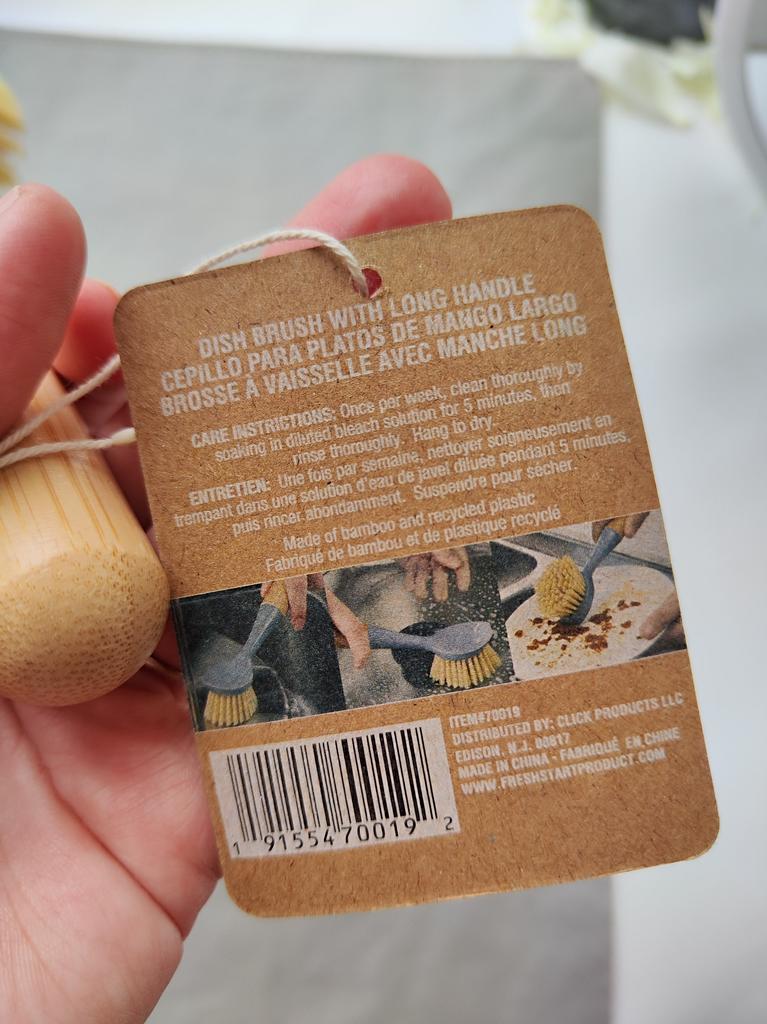 DISH BRUSH WITH LONG HANDLE
CEPILLO PARA PLATOS DE MANGO LARGO
BROSSE À VAISSELLE AVEC MANCHE LONG
CARE INSTRICTIONS: Once per week, clean thoroughly by
soaking in diluted bleach solution for 5 minutes, then
rinse thoroughly. Hang to dry.
ENTRETIEN: Une fois par semaine, nettoyer soigneusement en
trempant dans une solution d'eau de javel diluée pendant 5 minutes,
puis rincer abondamment. Suspendre pour sécher.
Made of bamboo and recycled plastic
Fabriqué de bambou et de plastique recyclé
ITEM#70019
DISTRIBUTED BY: CLICK PRODUCTS LLC
EDISON, N.J. 08817
MADE IN CHINA - FABRIQUÉ EN CHINE
WWW.FRESHSTARTPRODUCT.COM
1 91554 70019 2